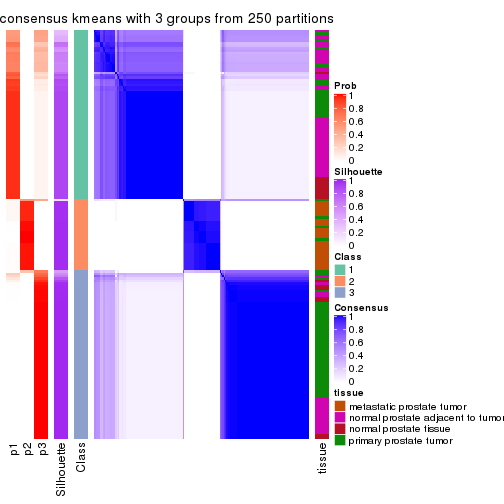 consensus kmeans with 3 groups from 250 partitions
Prob
1
0.8
0.6
0.4
0.2
0
Silhouette
1
0.8
0.6
0.4
0.2
0
Class
1
2
3
Consensus
1
0.8
0.6
0.4
0.2
0
tissue
metastatic prostate tumor
normal prostate adjacent to tumor
normal prostate tissue
primary prostate tumor
p1
p2
p3
Silhouette
Class
tissue